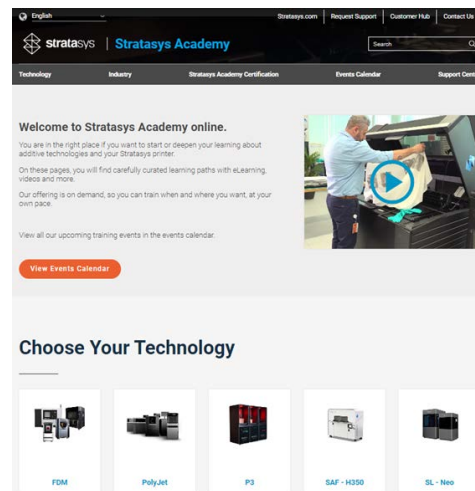 English
Stratasys.com Request Support Customer Hub Contact Us
stratasys Stratasys Academy
Search
Technology Industry Stratasys Academy Certification Events Calendar Support Cent
Welcome to Stratasys Academy online.
You are in the right place if you want to start or deepen your learning about
additive technologies and your Stratasys printer.
On these pages, you will find carefully curated learning paths with eLearning,
videos and more.
Our offering is on demand, so you can train when and where you want, at your
own pace.
View all our upcoming training events in the events calendar.
View Events Calendar
Choose Your Technology
FDM PolyJet P3 SAF - H350 SL - Neo